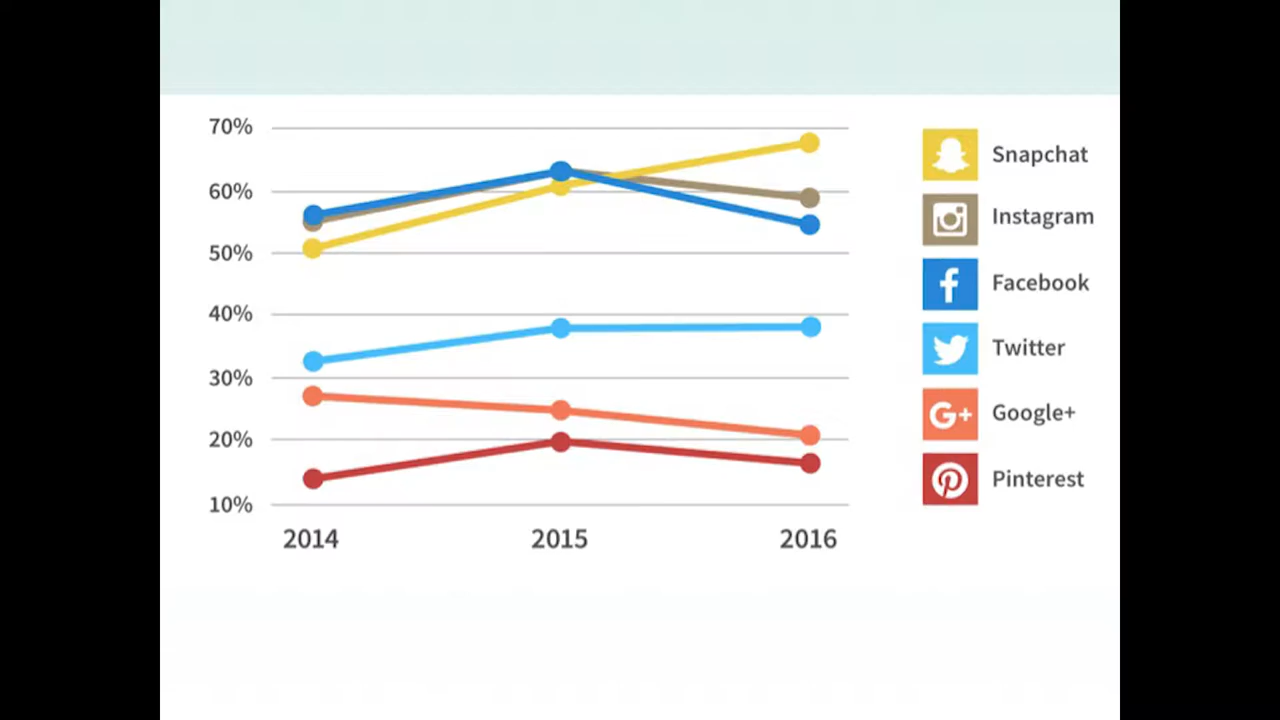 70%
60%
50%
40%
30%
20%
10%
2014 2015 2016
Snapchat
Instagram
Facebook
Twitter
G+ Google+
Pinterest